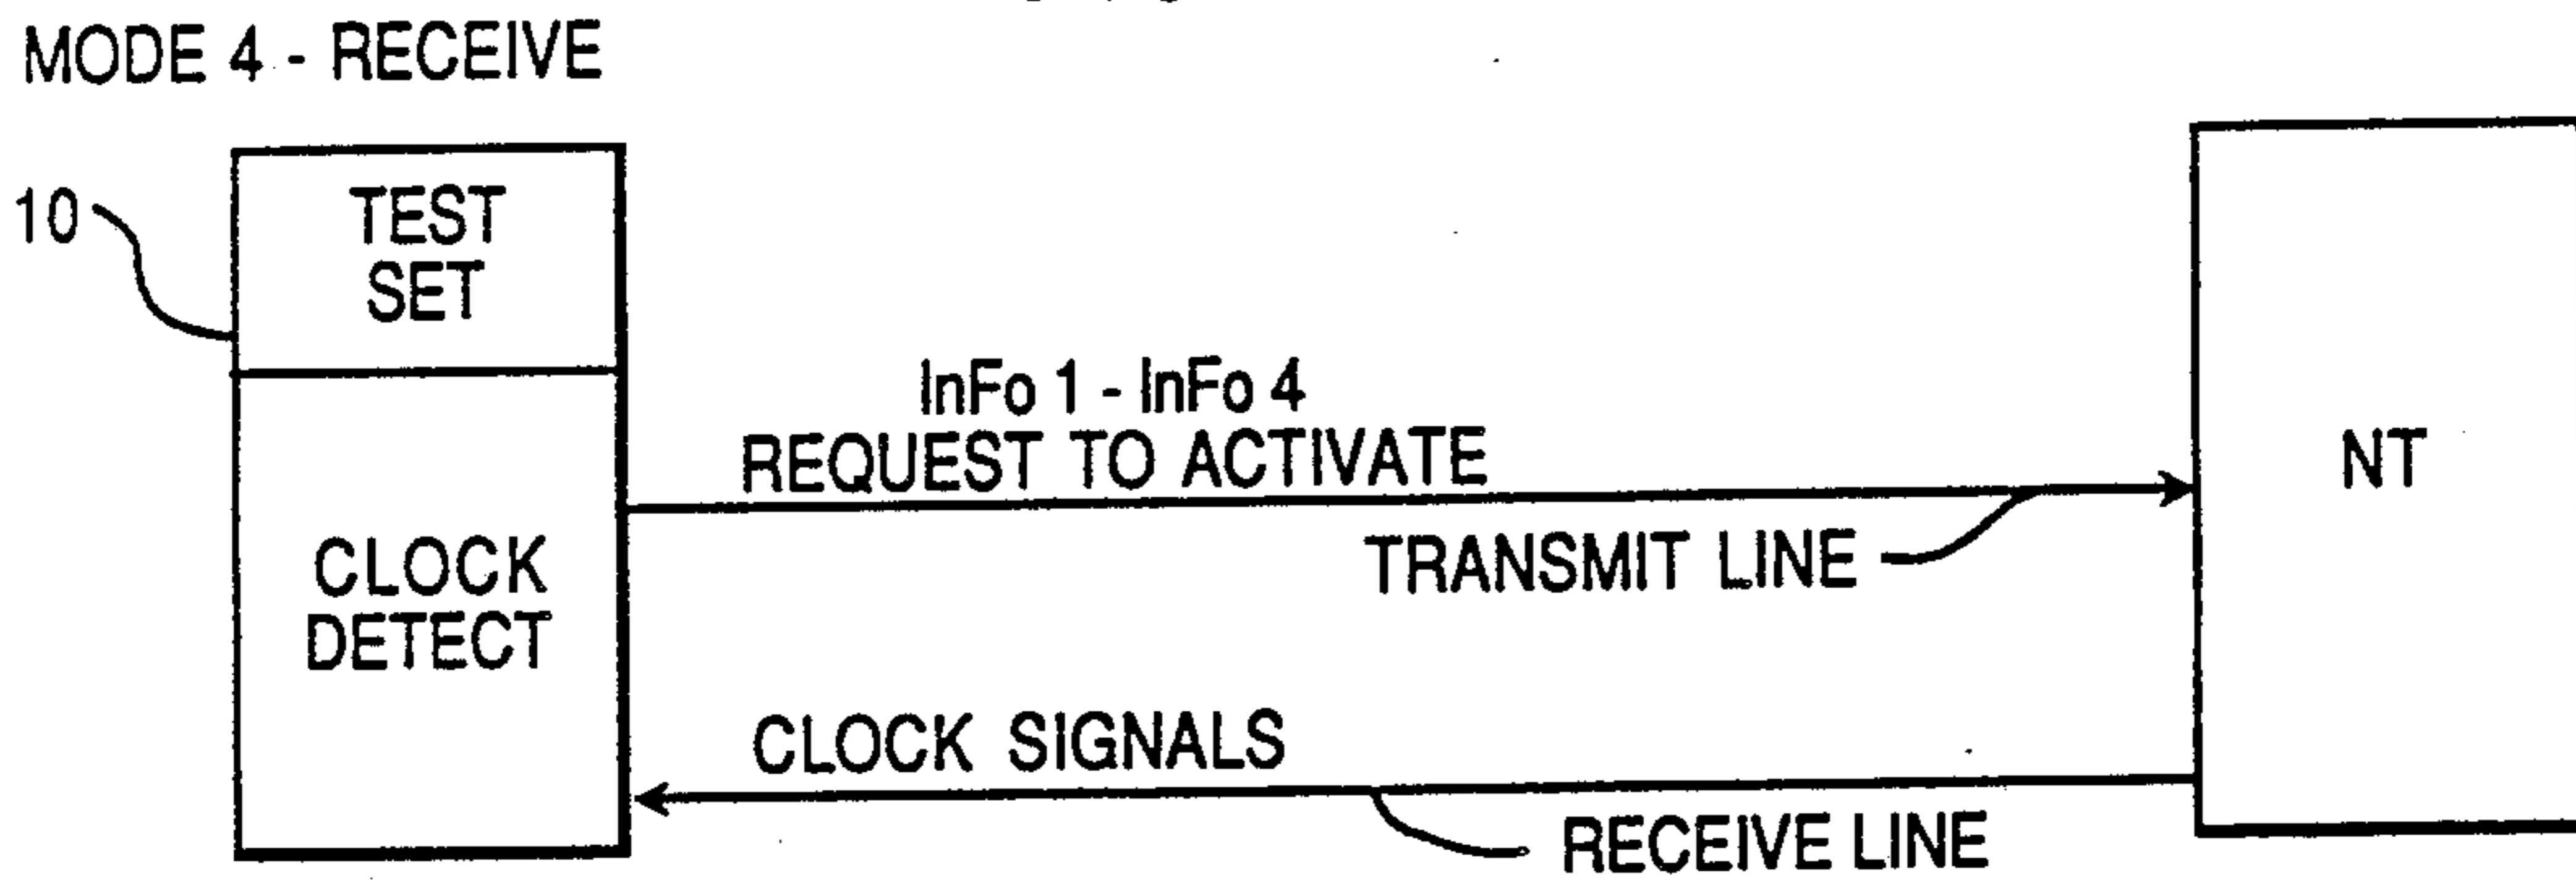 MODE 4 - RECEIVE
10
TEST
SET
InFo 1 - InFo 4
REQUEST TO ACTIVATE
NT
TRANSMIT LINE
CLOCK
DETECT
CLOCK SIGNALS
RECEIVE LINE